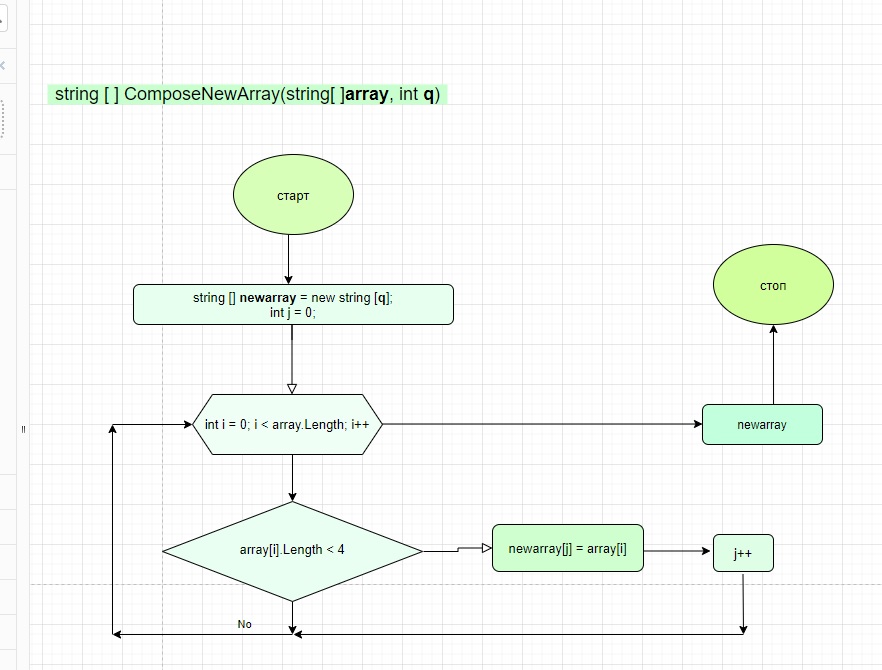 string [ ] ComposeNewArray(string[ ]array, int q)
старт
string [] newarray = new string [q];
int j = 0;
стоп
int i = 0; i < array.Length; i++
newarray
array[i].Length < 4
newarray[j] = array[i]
j++
No